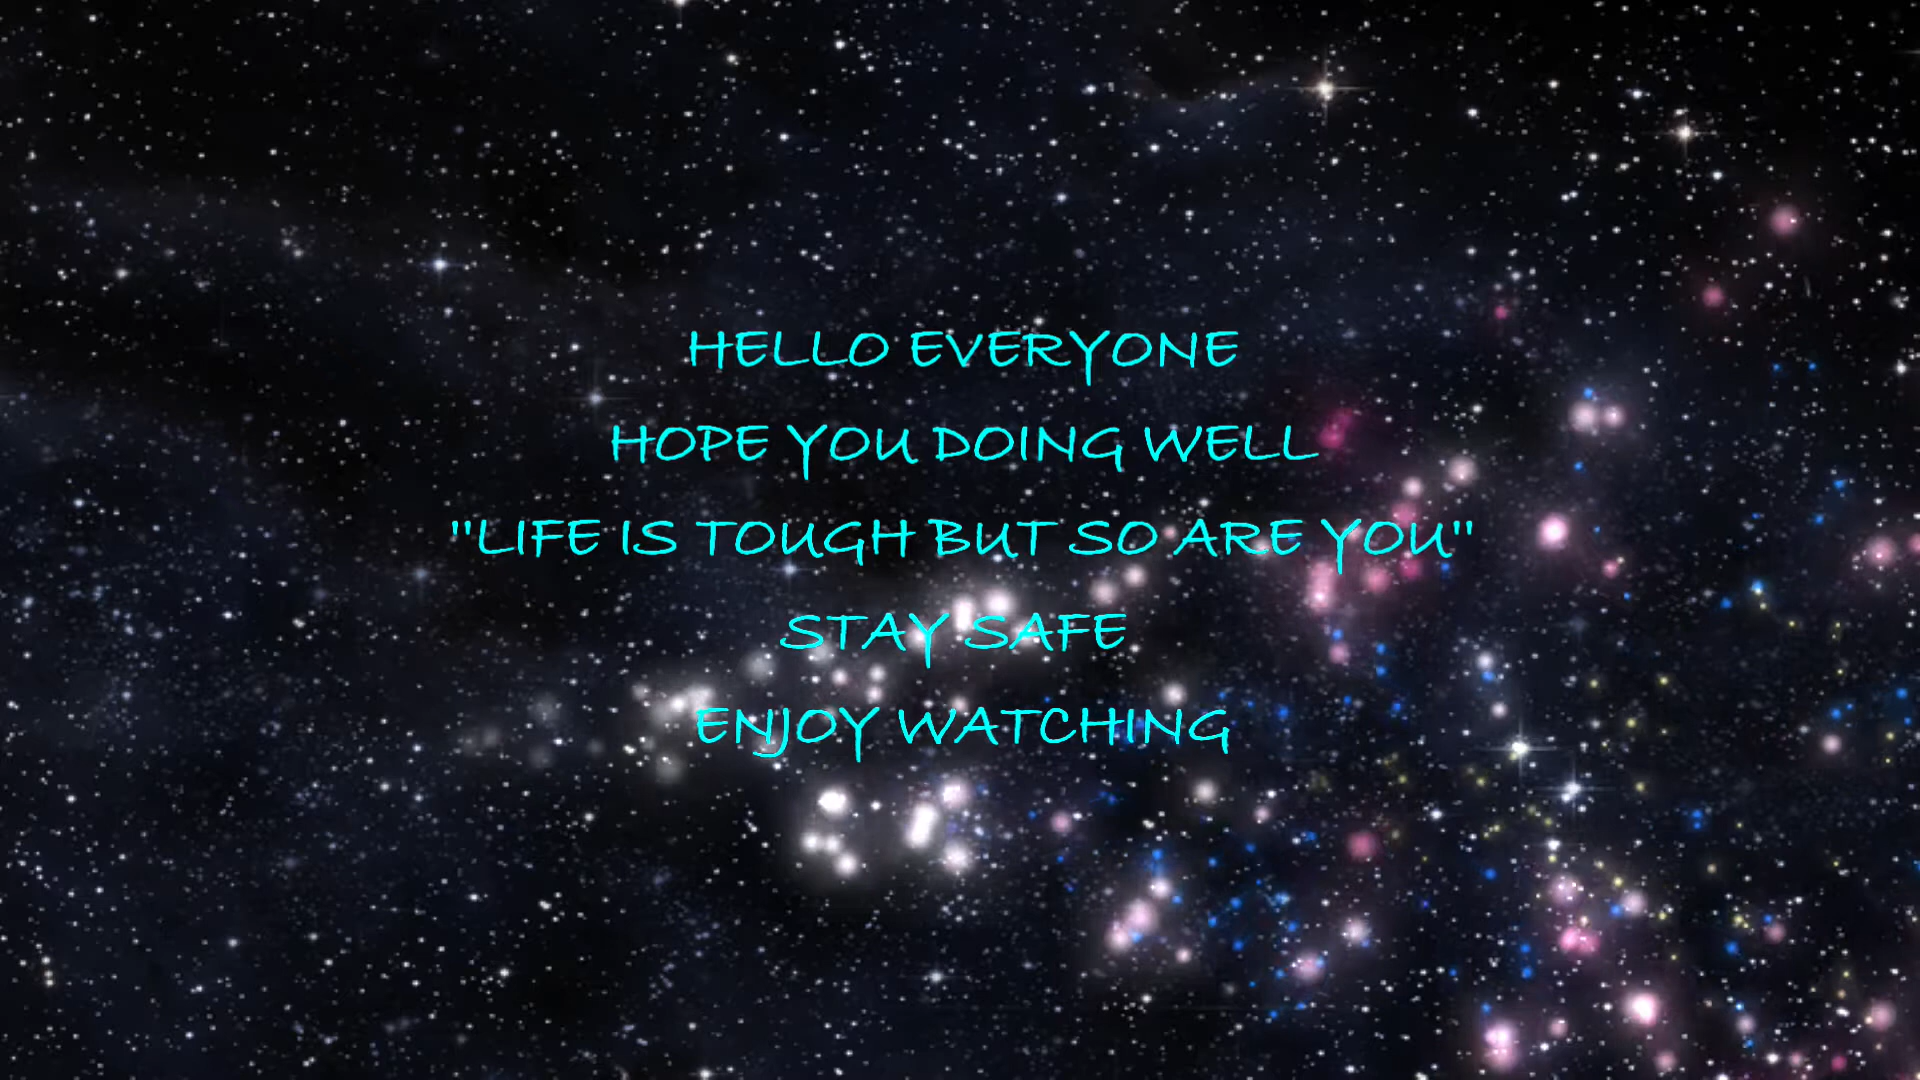 HELLO EVERYONE
HOPE YOU DOING WELL
"LIFE IS TOUGH BUT SO ARE YOU"
STAY SAFE
ENJOY WATCHING